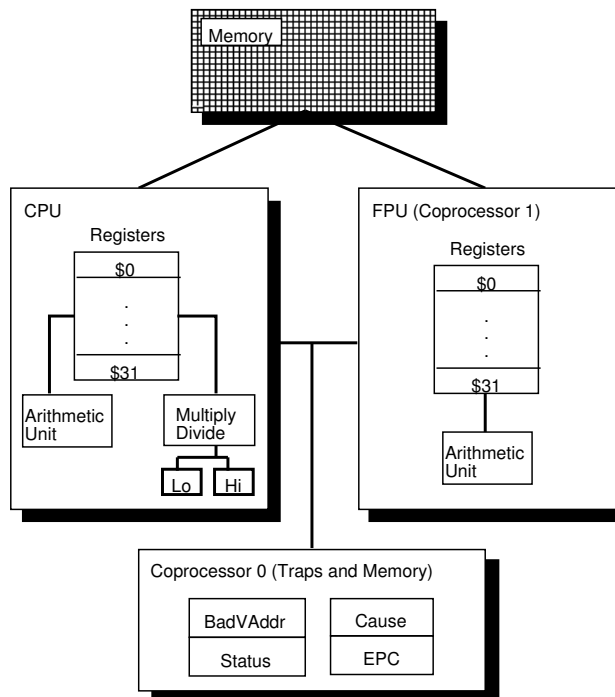 Memory
CPU
Registers
$0
.
.
.
$31
Arithmetic
Unit
Multiply
Divide
Lo
Hi
FPU (Coprocessor 1)
Registers
$0
.
.
.
$31
Arithmetic
Unit
Coprocessor 0 (Traps and Memory)
BadVAddr
Cause
Status
EPC